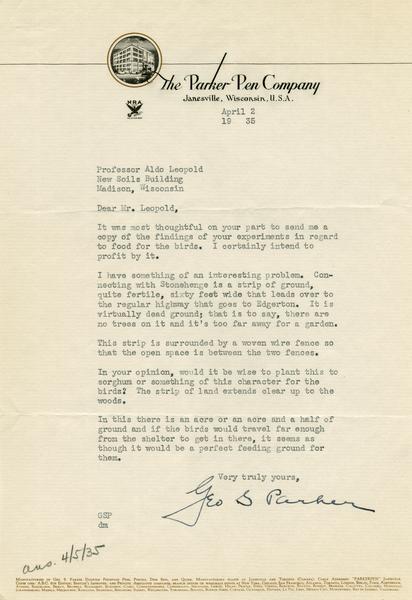 The Parker Pen Company
Janesville, Wisconsin, U.S.A.
NRA
April 2
19 35
Professor Aldo Leopold
New Soils Building
Madison, Wisconsin
Dear Mr. Leopold,
It was most thoughtful on your part to send me a
copy of the findings of your experiments in regard
to food for the birds. I certainly intend to
profit by it.
I have something of an interesting problem. Con-
necting with Stonehenge is a strip of ground,
quite fertile, sixty feet wide that leads over to
the regular highway that goes to Edgerton. It is
virtually dead ground; that is to say, there are
no trees on it and it's too far away for a garden.
This strip is surrounded by a woven wire fence so
that the open space is between the two fences.
In your opinion, would it be wise to plant this to
sorghum or something of this character for the
birds? The strip of land extends clear up to the
woods.
In this there is an acre or an acre and a half of
ground and if the birds would travel far enough
from the shelter to get in there, it seems as
though it would be a perfect feeding ground for
them.
Very truly yours,
Geo S Parker
GSP
dm
ans. 4/5/35